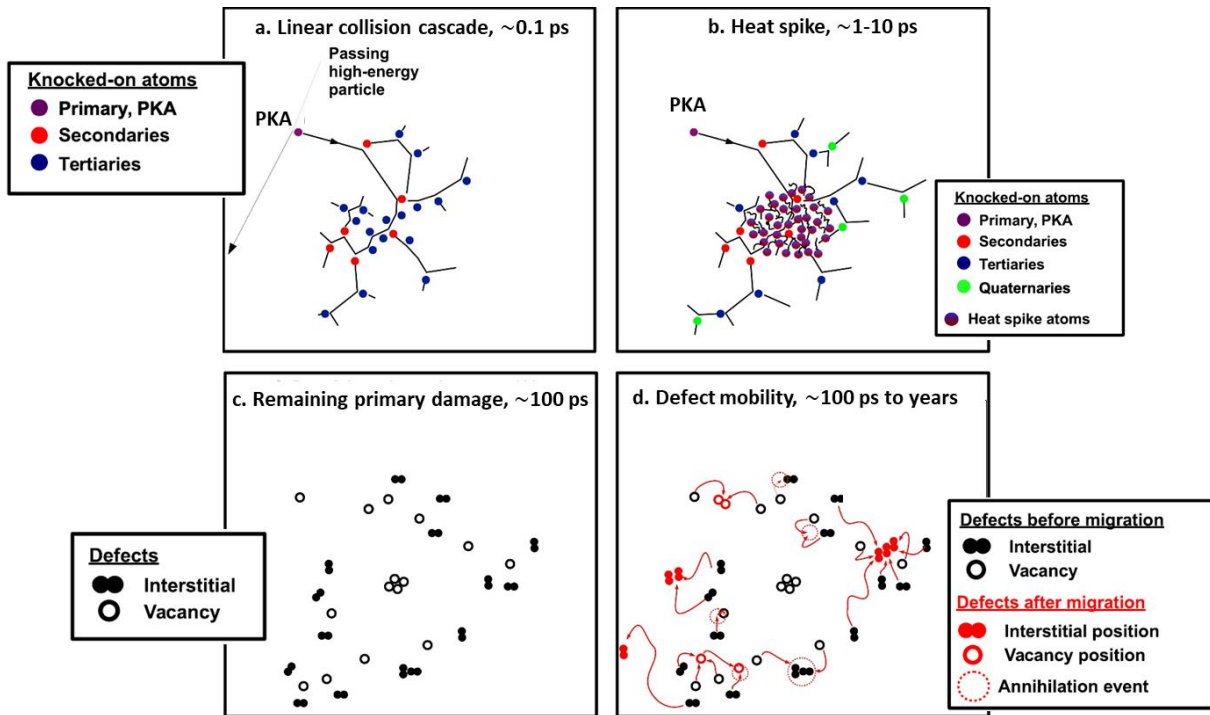 a. Linear collision cascade, ~0.1 ps
Passing
high-energy
particle
PKA
Knocked-on atoms
Primary, PKA
Secondaries
Tertiaries
b. Heat spike, ~1-10 ps
PKA
Knocked-on atoms
Primary, PKA
Secondaries
Tertiaries
Quaternaries
Heat spike atoms
c. Remaining primary damage, ~100 ps
Defects
Interstitial
Vacancy
d. Defect mobility, ~100 ps to years
Defects before migration
Interstitial
Vacancy
Defects after migration
Interstitial position
Vacancy position
Annihilation event